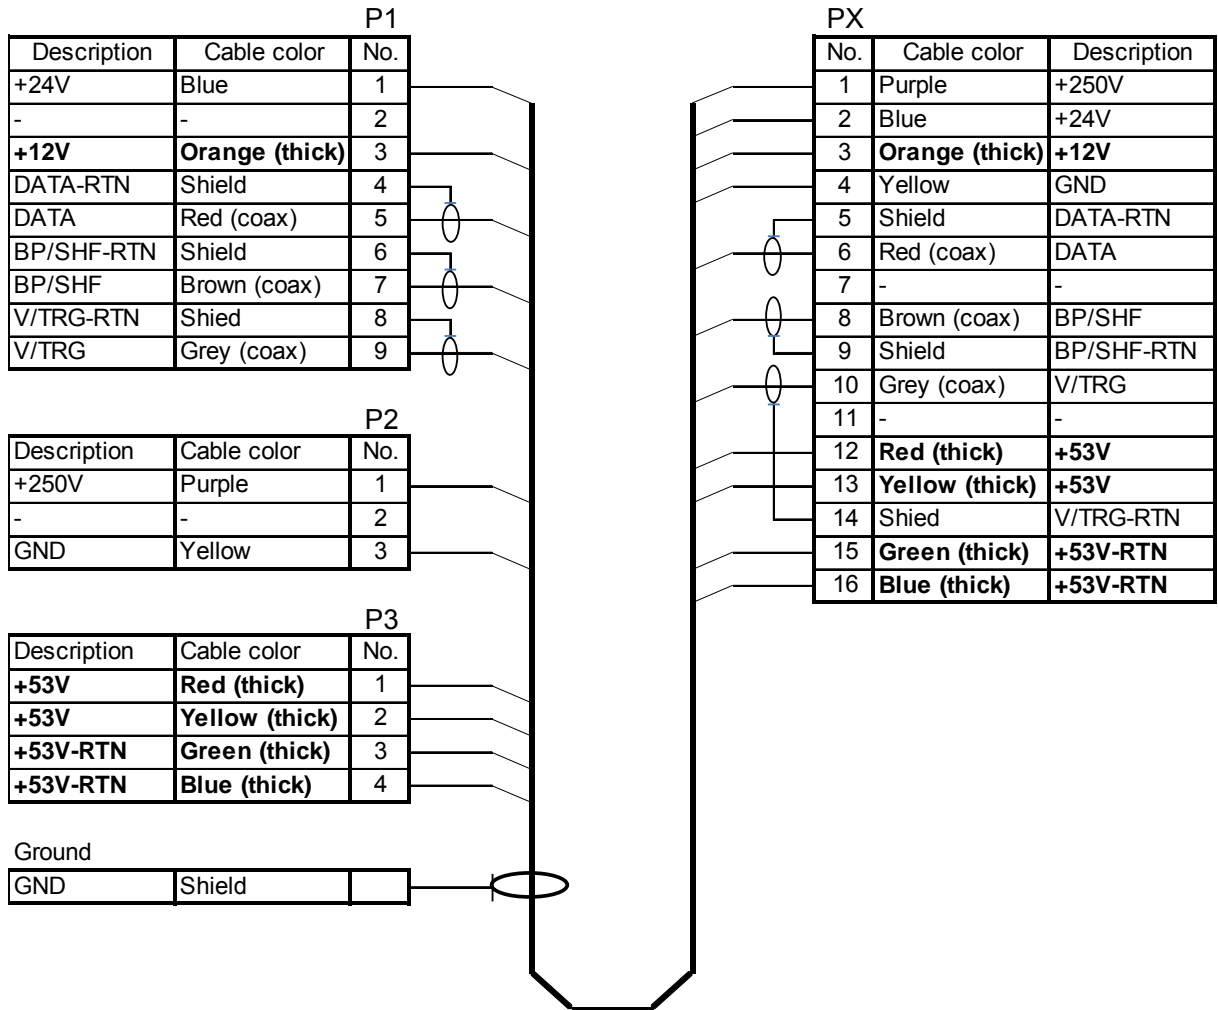 P1
Description Cable color No.
+24V Blue 1
- - 2
+12V Orange (thick) 3
DATA-RTN Shield 4
DATA Red (coax) 5
BP/SHF-RTN Shield 6
BP/SHF Brown (coax) 7
V/TRG-RTN Shied 8
V/TRG Grey (coax) 9
P2
Description Cable color No.
+250V Purple 1
- - 2
GND Yellow 3
P3
Description Cable color No.
+53V Red (thick) 1
+53V Yellow (thick) 2
+53V-RTN Green (thick) 3
+53V-RTN Blue (thick) 4
Ground
GND Shield
PX
No. Cable color Description
1 Purple +250V
2 Blue +24V
3 Orange (thick) +12V
4 Yellow GND
5 Shield DATA-RTN
6 Red (coax) DATA
7 - -
8 Brown (coax) BP/SHF
9 Shield BP/SHF-RTN
10 Grey (coax) V/TRG
11 - -
12 Red (thick) +53V
13 Yellow (thick) +53V
14 Shied V/TRG-RTN
15 Green (thick) +53V-RTN
16 Blue (thick) +53V-RTN